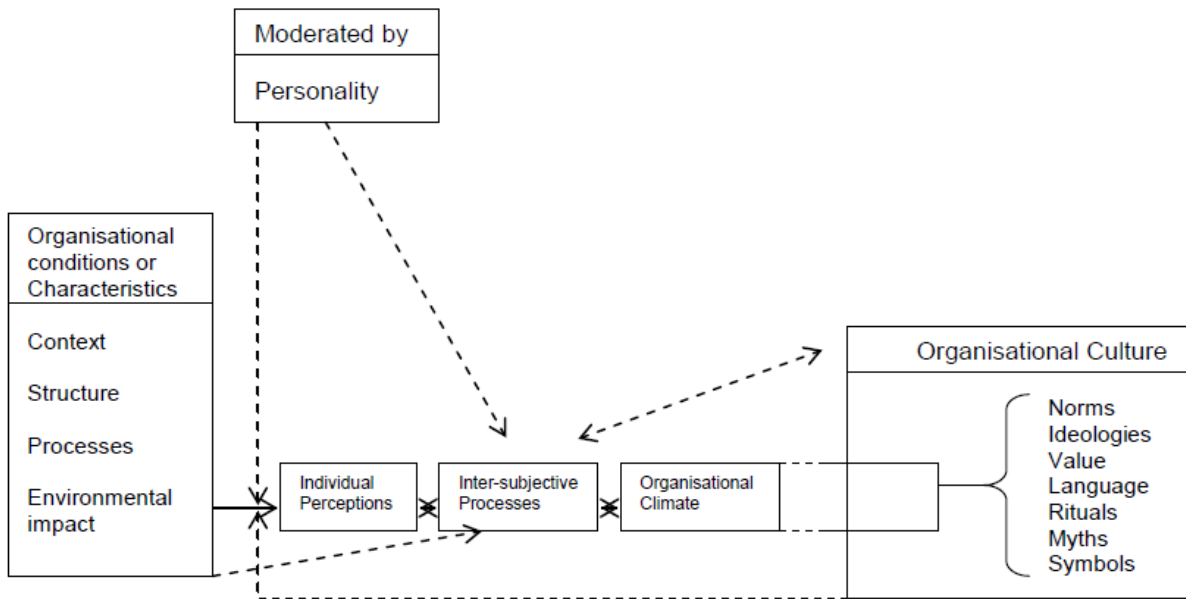 Moderated by
Personality
Organisational
conditions or
Characteristics
Context
Structure
Processes
Environmental
impact
Individual
Perceptions
Inter-subjective
Processes
Organisational
Climate
Organisational Culture
Norms
Ideologies
Value
Language
Rituals
Myths
Symbols